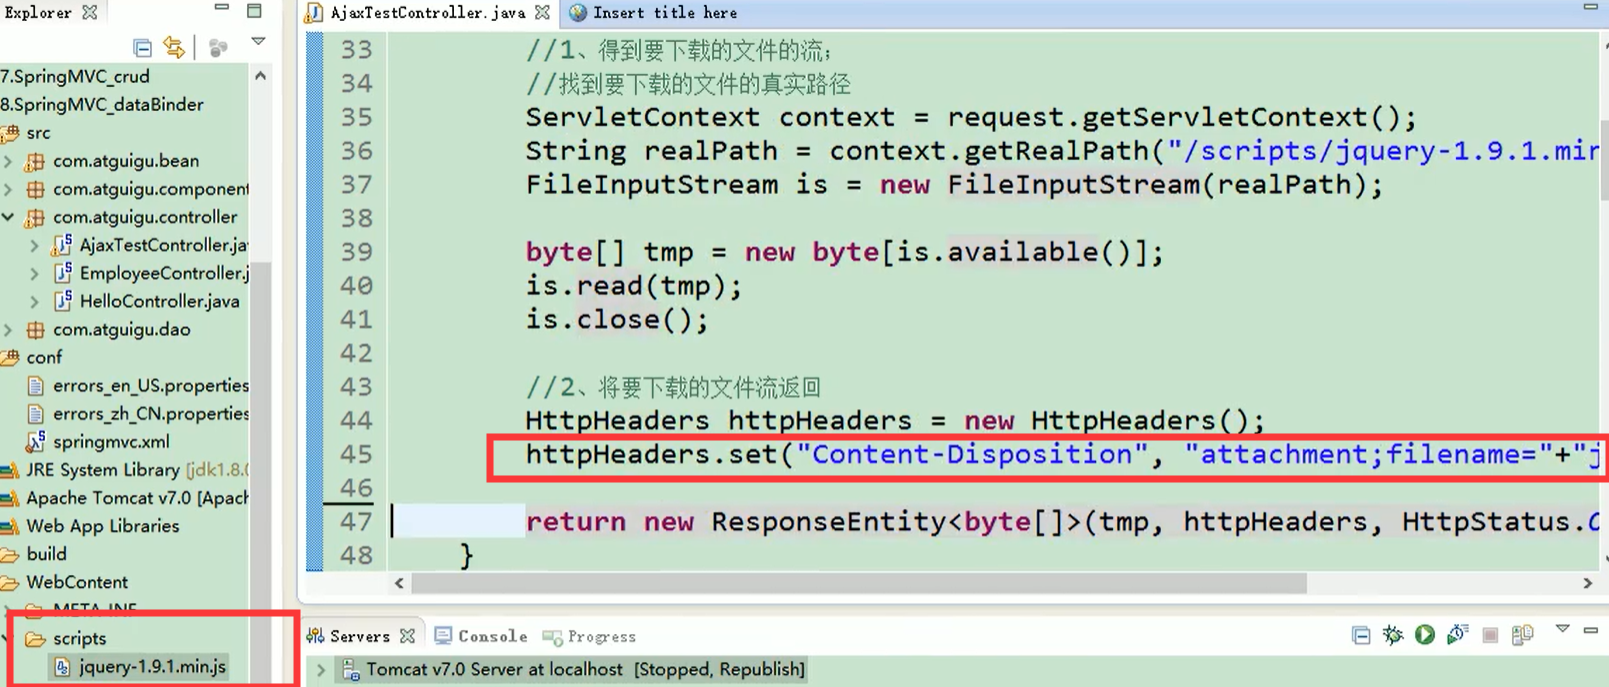 Explorer
AjaxTestController.java
Insert title here
7.SpringMVC_crud
8.SpringMVC_dataBinder
src
com.atguigu.bean
com.atguigu.component
com.atguigu.controller
AjaxTestController.ja
EmployeeController.j
HelloController.java
com.atguigu.dao
conf
errors_en_US.properties
errors_zh_CN.properties
springmvc.xml
JRE System Library [jdk1.8.0
Apache Tomcat v7.0 [Apach
Web App Libraries
build
WebContent
META-INF
scripts
jquery-1.9.1.min.js
33 //1、得到要下载的文件的流;
34 //找到要下载的文件的真实路径
35 ServletContext context = request.getServletContext();
36 String realPath = context.getRealPath("/scripts/jquery-1.9.1.min
37 FileInputStream is = new FileInputStream(realPath);
38
39 byte[] tmp = new byte[is.available()];
40 is.read(tmp);
41 is.close();
42
43 //2、将要下载的文件流返回
44 HttpHeaders httpHeaders = new HttpHeaders();
45 httpHeaders.set("Content-Disposition", "attachment;filename="+"j
46
47 return new ResponseEntity<byte[]>(tmp, httpHeaders, HttpStatus.O
48 }
Servers Console Progress
Tomcat v7.0 Server at localhost [Stopped, Republish]